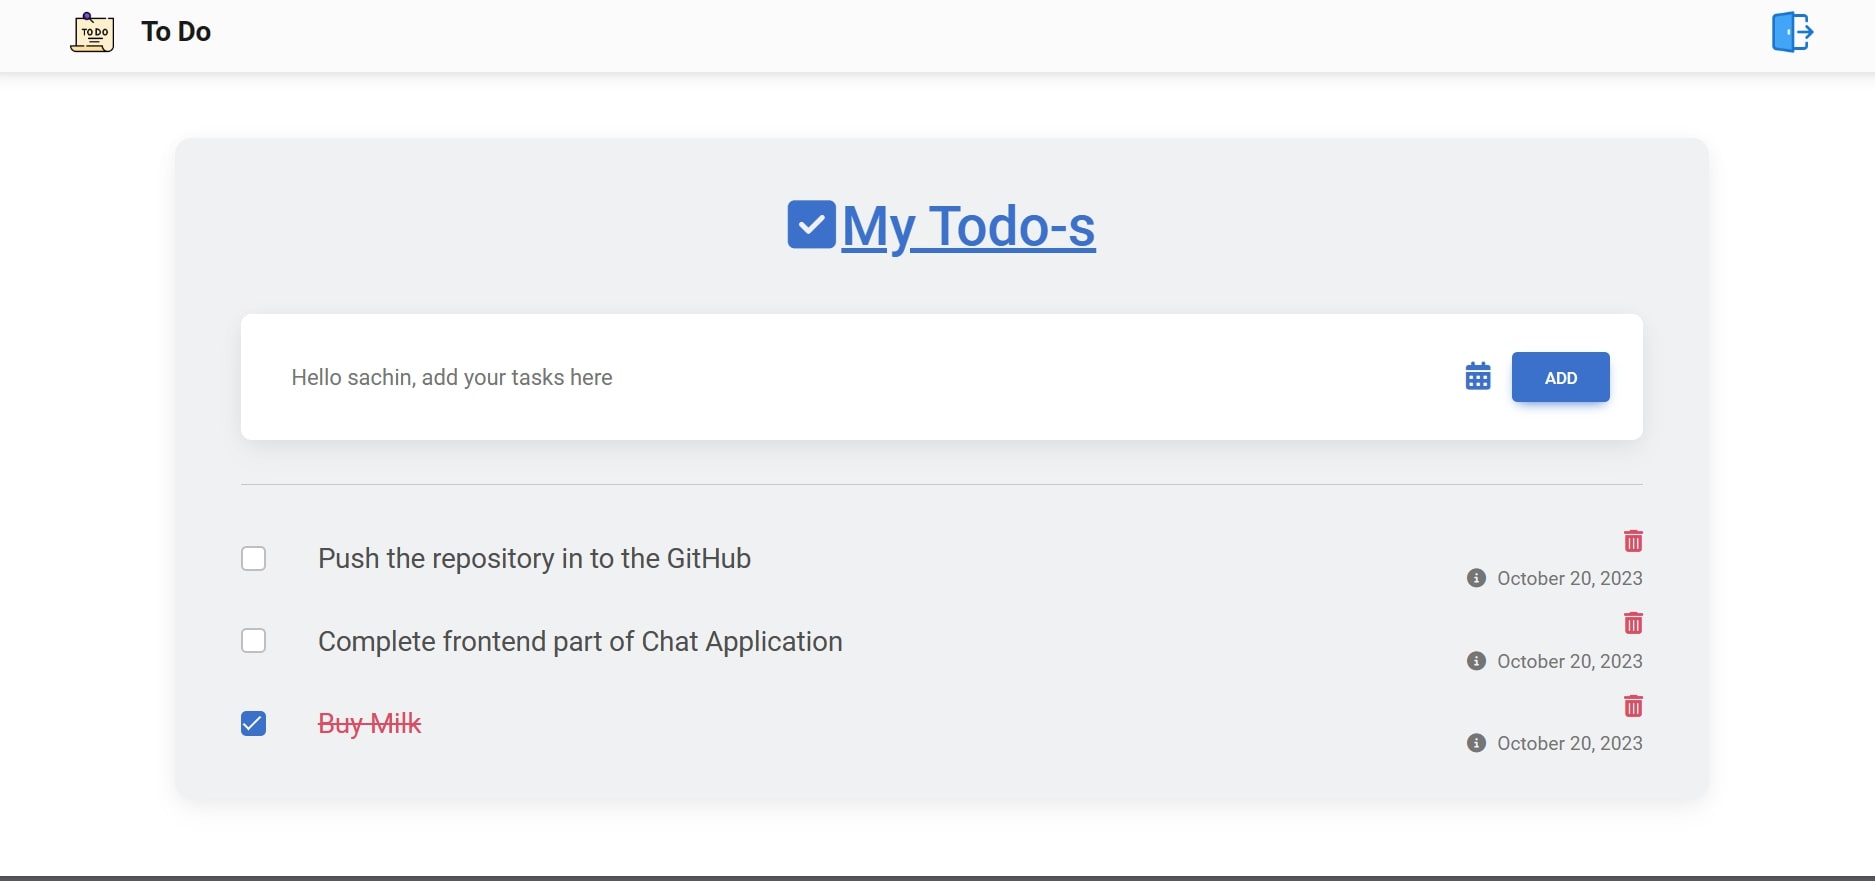 TO DO
To Do
My Todo-s
Hello sachin, add your tasks here
ADD
Push the repository in to the GitHub
October 20, 2023
Complete frontend part of Chat Application
October 20, 2023
Buy Milk
October 20, 2023